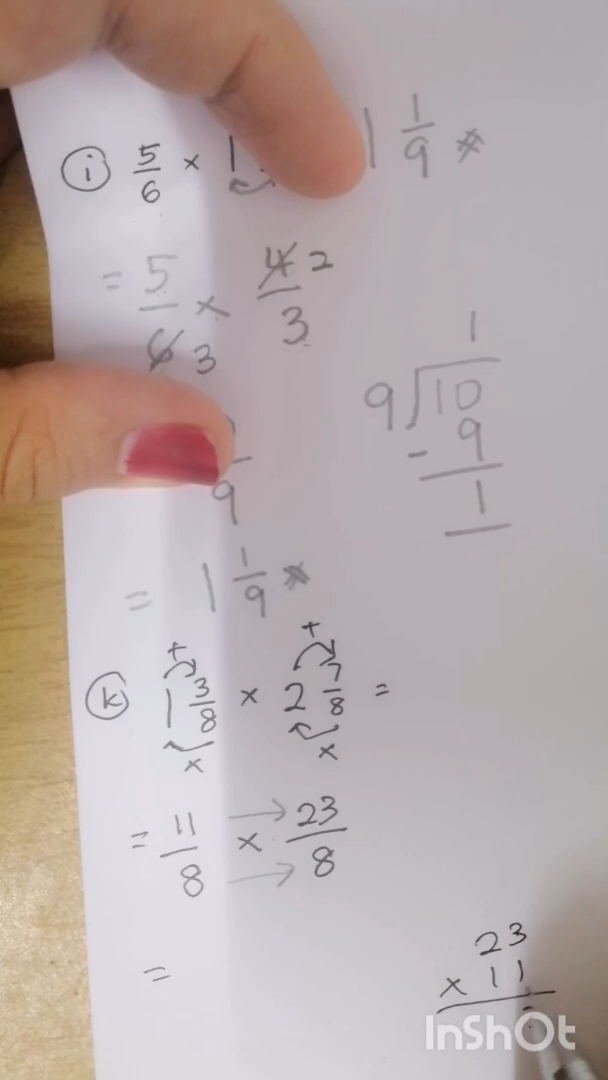 i 5/6 × 1 1 1/9 *
= 5/6 3 × 4/3 2
9
1
9 10
- 9
1
= 1 1/9 *
+ +
k 1 3/8 × 2 7/8 =
× ×
= 11/8 × 23/8
=
23
× 11
InShOt